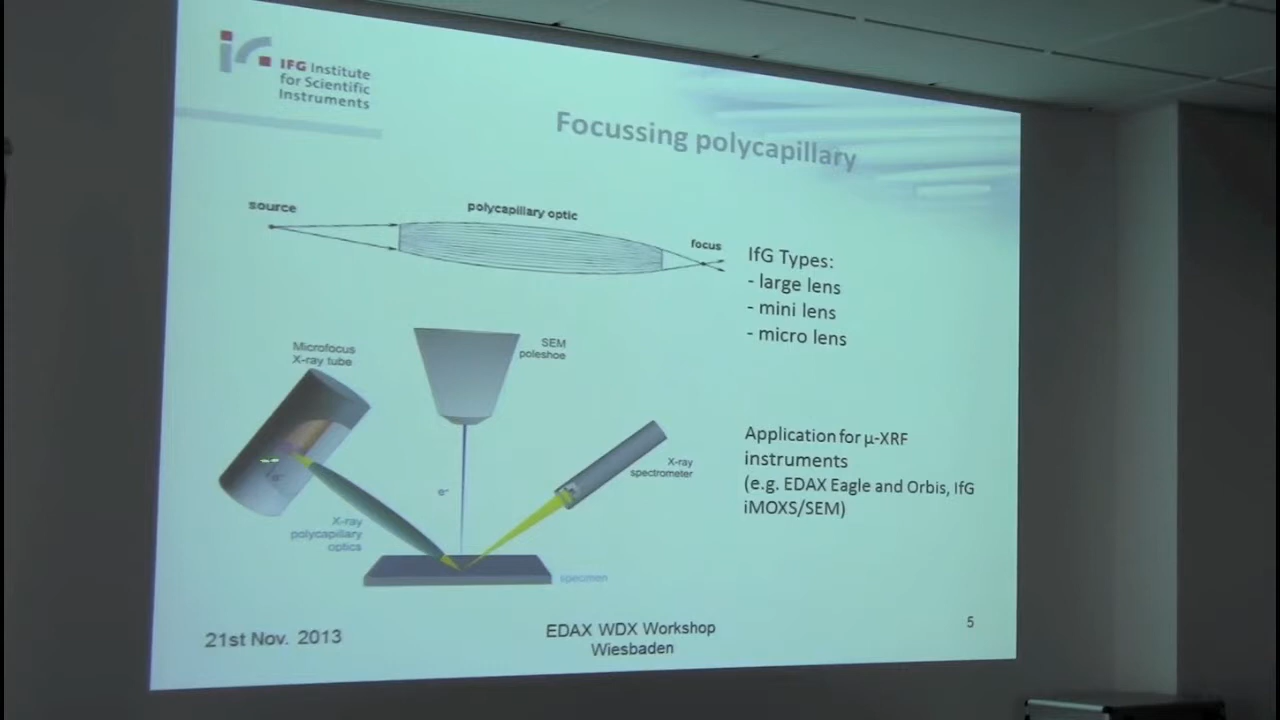 IFG Institute
for Scientific
Instruments
Focussing polycapillary
source
polycapillary optic
focus
IfG Types:
- large lens
- mini lens
- micro lens
Microfocus
X-ray tube
SEM
poleshoe
X-ray
spectrometer
e-
e-
X-ray
polycapillary
optics
specimen
Application for µ-XRF
instruments
(e.g. EDAX Eagle and Orbis, IfG
iMOXS/SEM)
21st Nov. 2013
EDAX WDX Workshop
Wiesbaden
5